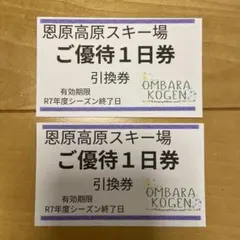 恩原高原スキー場
ご優待１日券
引換券
有効期限
R7年度シーズン終了日
OMBARA
KOGEN
恩原高原スキー場
ご優待１日券
引換券
有効期限
R7年度シーズン終了日
OMBARA
KOGEN